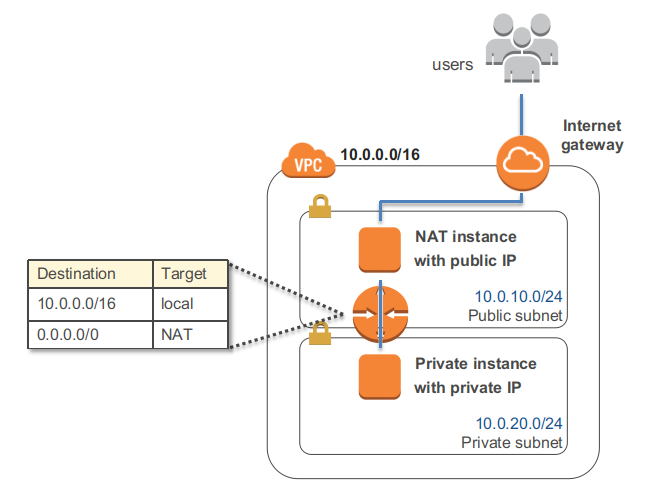 users
Internet
gateway
VPC
10.0.0.0/16
NAT instance
with public IP
10.0.10.0/24
Public subnet
Destination Target
10.0.0.0/16 local
0.0.0.0/0 NAT
Private instance
with private IP
10.0.20.0/24
Private subnet